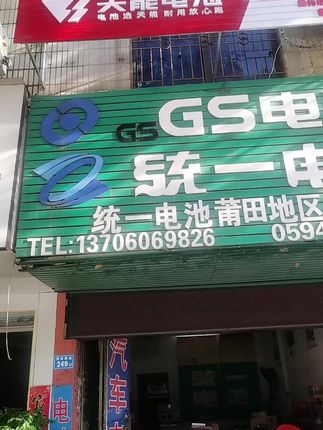 天能电池
电池选天能 耐用放心跑
GS GS电
统一电
统一电池莆田地区
TEL:13706069826 0594
249
汽车
电